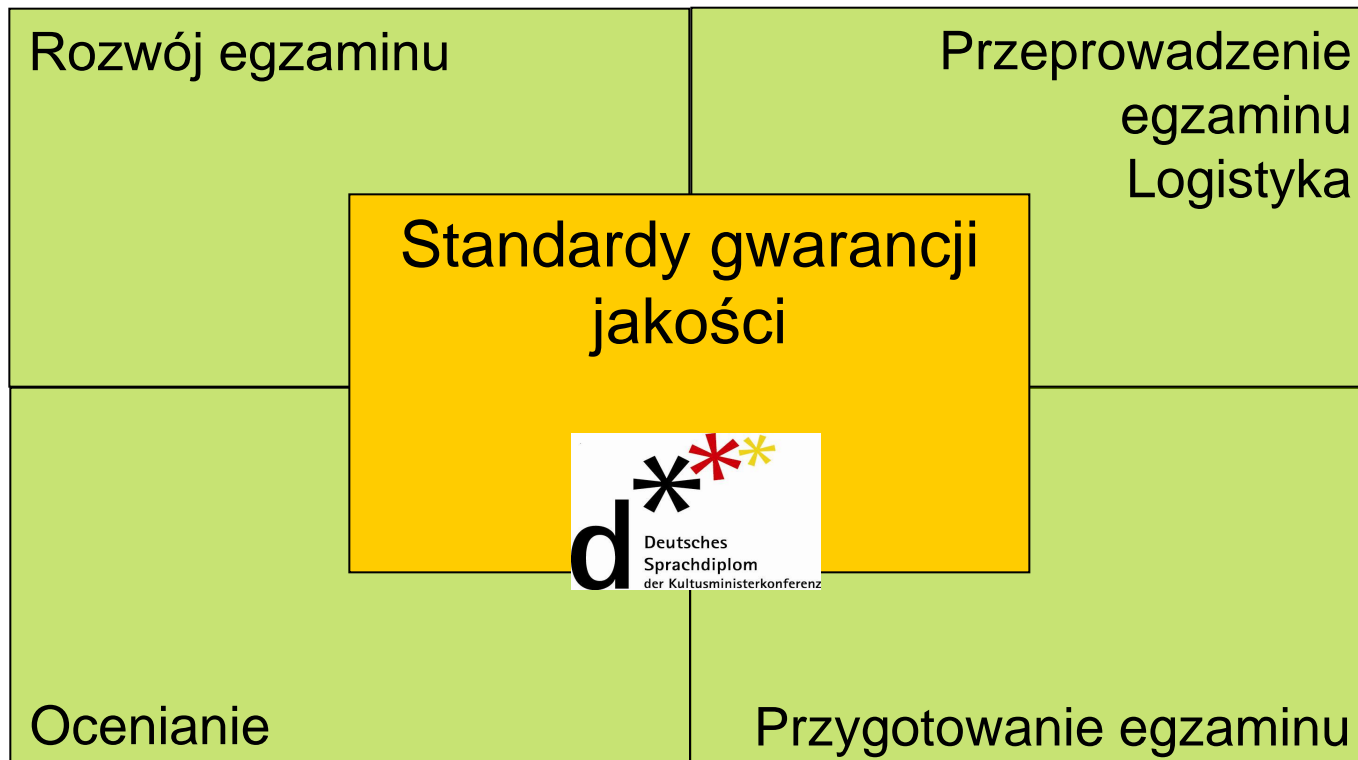 Rozwój egzaminu
Przeprowadzenie
egzaminu
Logistyka
Standardy gwarancji
jakości
d
Deutsches
Sprachdiplom
der Kultusministerkonferenz
Ocenianie
Przygotowanie egzaminu